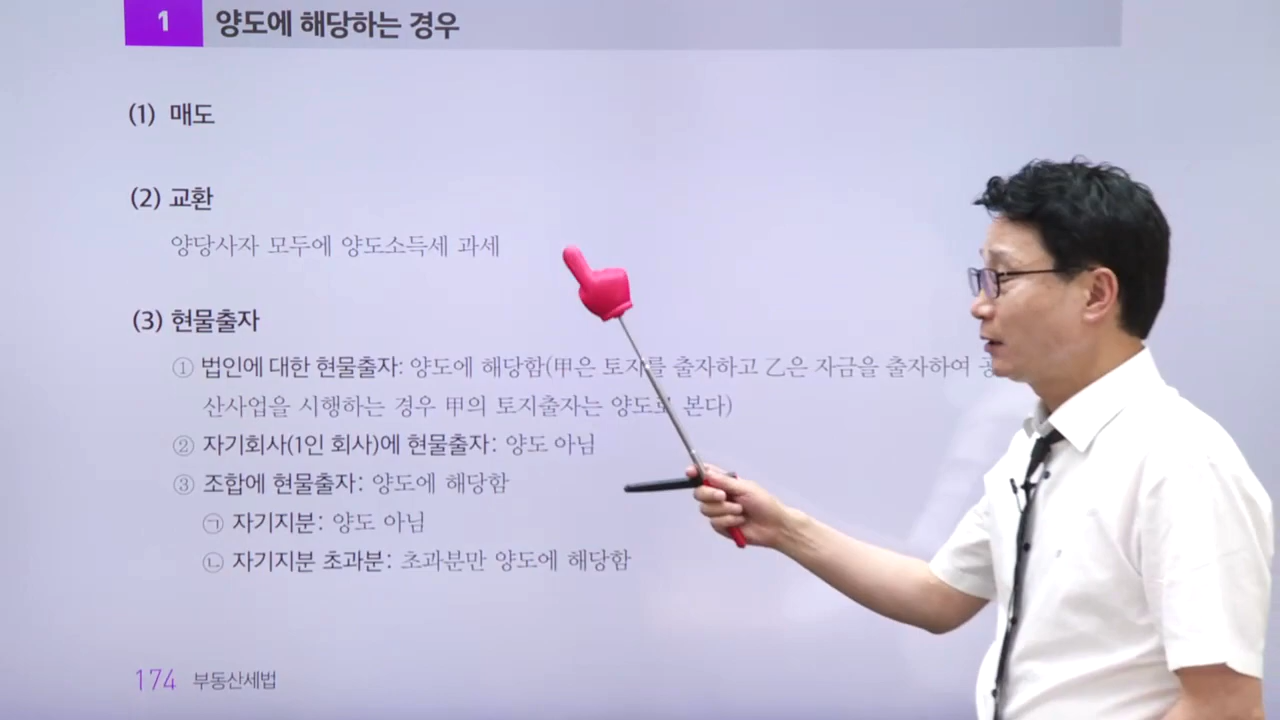 1 양도에 해당하는 경우
(1) 매도
(2) 교환
양당사자 모두에 양도소득세 과세
(3) 현물출자
① 법인에 대한 현물출자: 양도에 해당함(甲은 토지를 출자하고 乙은 자금을 출자하여
산사업을 시행하는 경우 甲의 토지출자는 양도로 본다)
② 자기회사(1인 회사)에 현물출자: 양도 아님
③ 조합에 현물출자: 양도에 해당함
㉠ 자기지분: 양도 아님
㉡ 자기지분 초과분: 초과분만 양도에 해당함
174 부동산세법